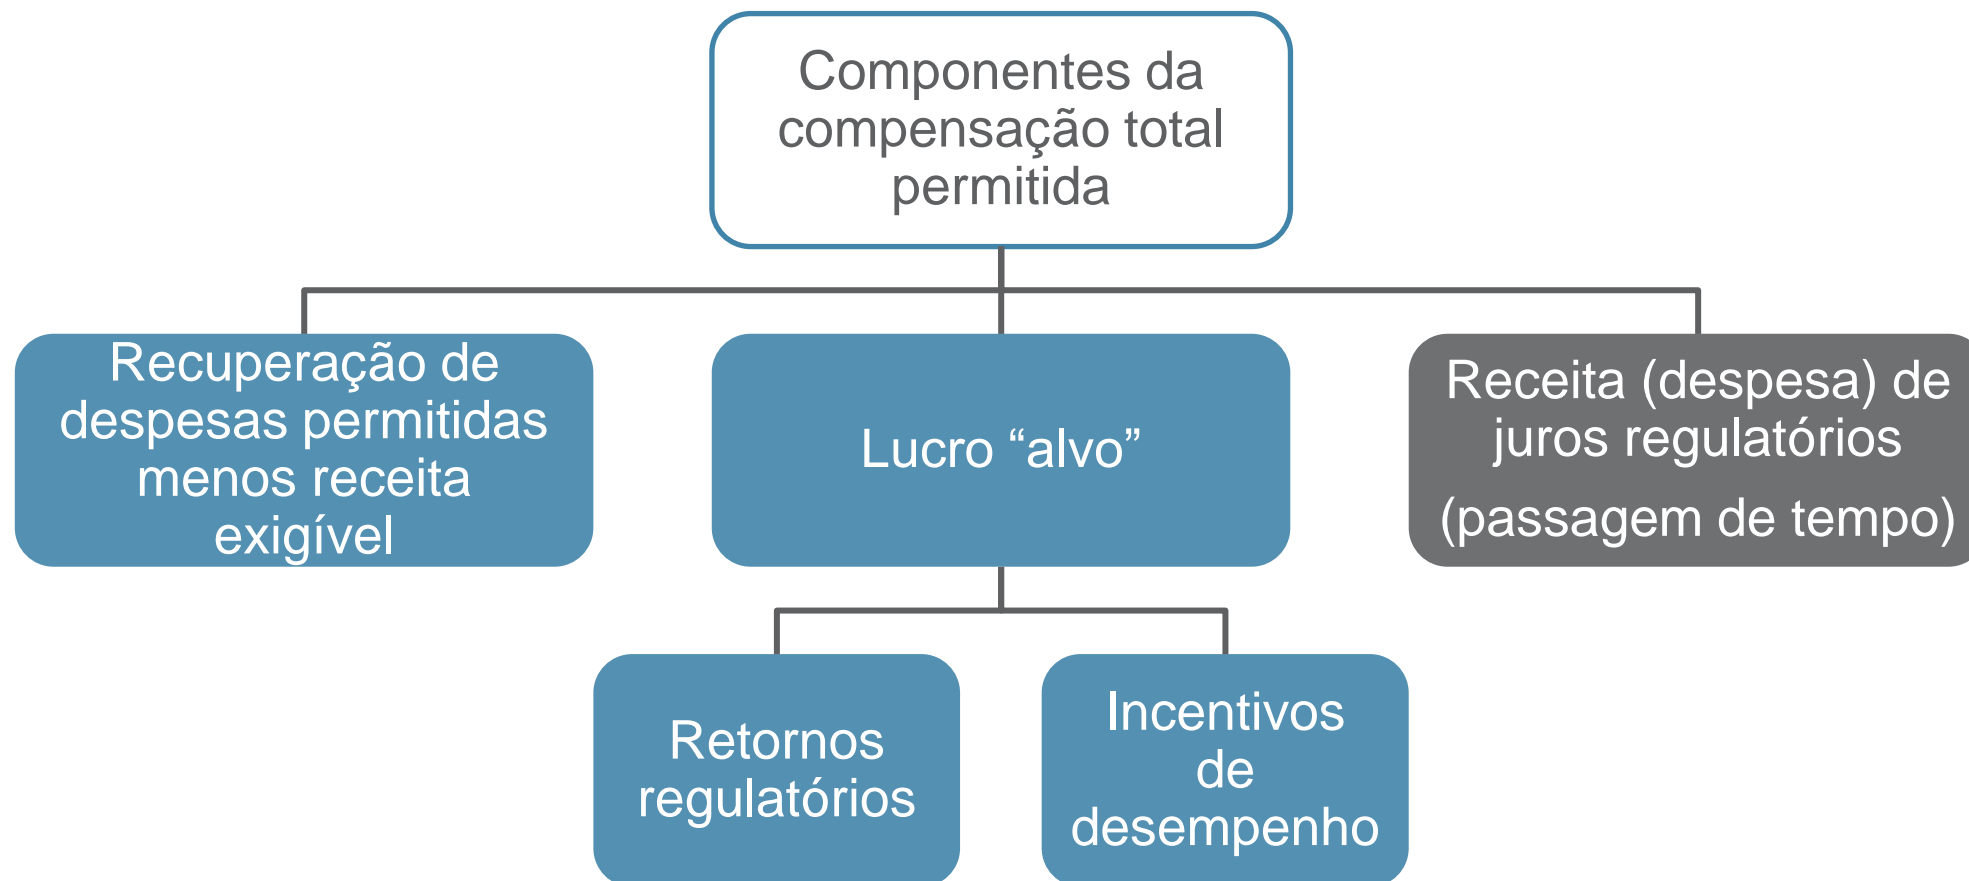 Componentes da
compensação total
permitida
Recuperação de
despesas permitidas
menos receita
exigível
Lucro “alvo”
Receita (despesa) de
juros regulatórios
(passagem de tempo)
Retornos
regulatórios
Incentivos
de
desempenho